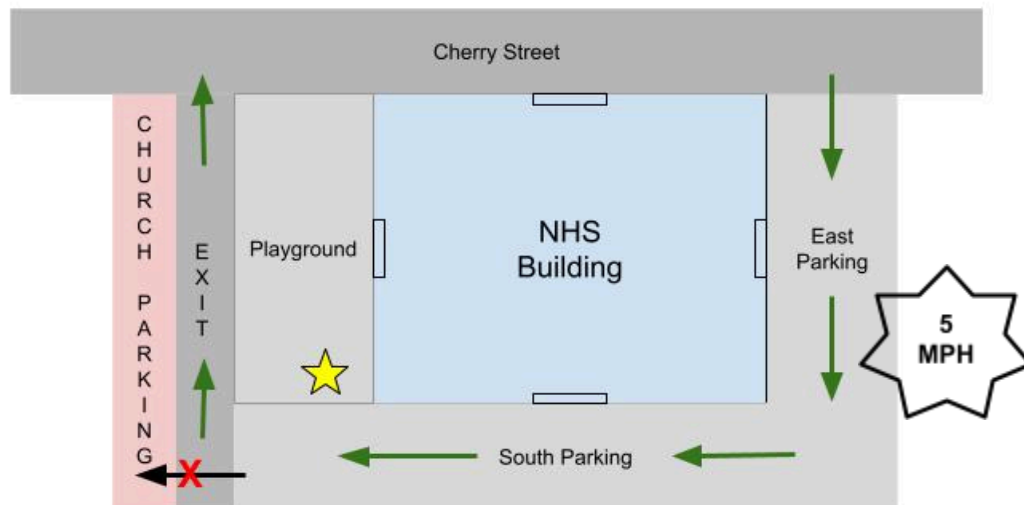 Cherry Street
CHURCH PARKING
EXIT
Playground
NHS
Building
East
Parking
5
MPH
South Parking
X